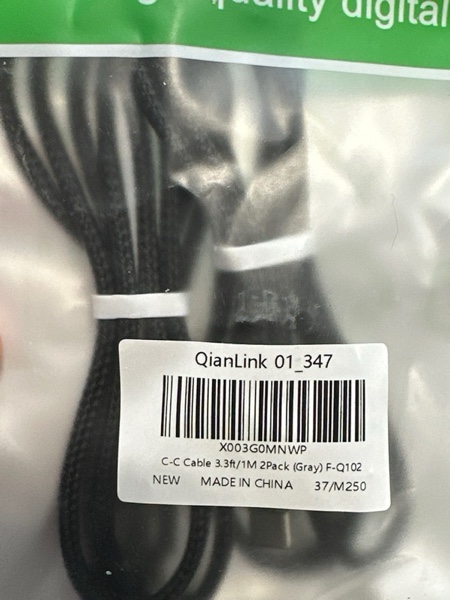 quality digital
QianLink 01_347
X003G0MNWP
C-C Cable 3.3ft/1M 2Pack (Gray) F-Q102
NEW MADE IN CHINA 37/M250